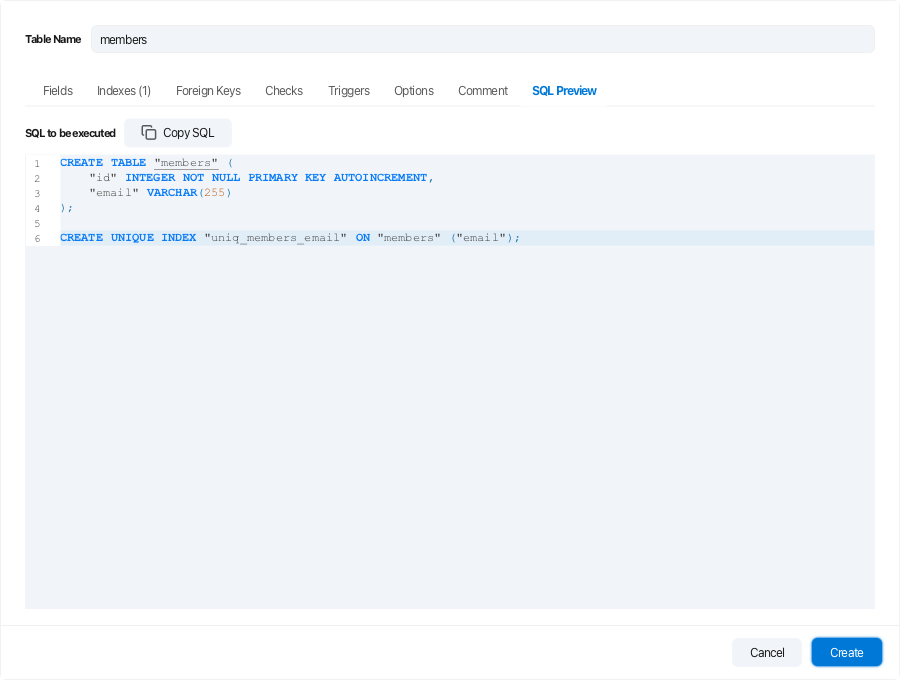 Table Name members
Fields Indexes (1) Foreign Keys Checks Triggers Options Comment SQL Preview
SQL to be executed Copy SQL
1 CREATE TABLE "members" (
2 "id" INTEGER NOT NULL PRIMARY KEY AUTOINCREMENT,
3 "email" VARCHAR(255)
4 );
5
6 CREATE UNIQUE INDEX "uniq_members_email" ON "members" ("email");
Cancel Create